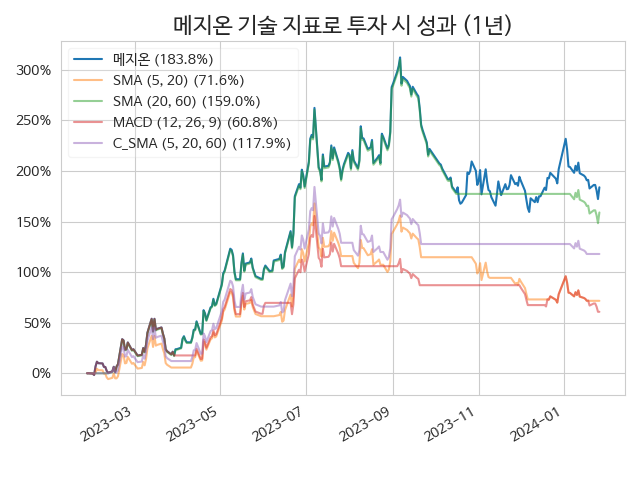 메지온 기술 지표로 투자 시 성과 (1년)
메지온 (183.8%)
SMA (5, 20) (71.6%)
SMA (20, 60) (159.0%)
MACD (12, 26, 9) (60.8%)
C_SMA (5, 20, 60) (117.9%)
300%
250%
200%
150%
100%
50%
0%
2023-03
2023-05
2023-07
2023-09
2023-11
2024-01